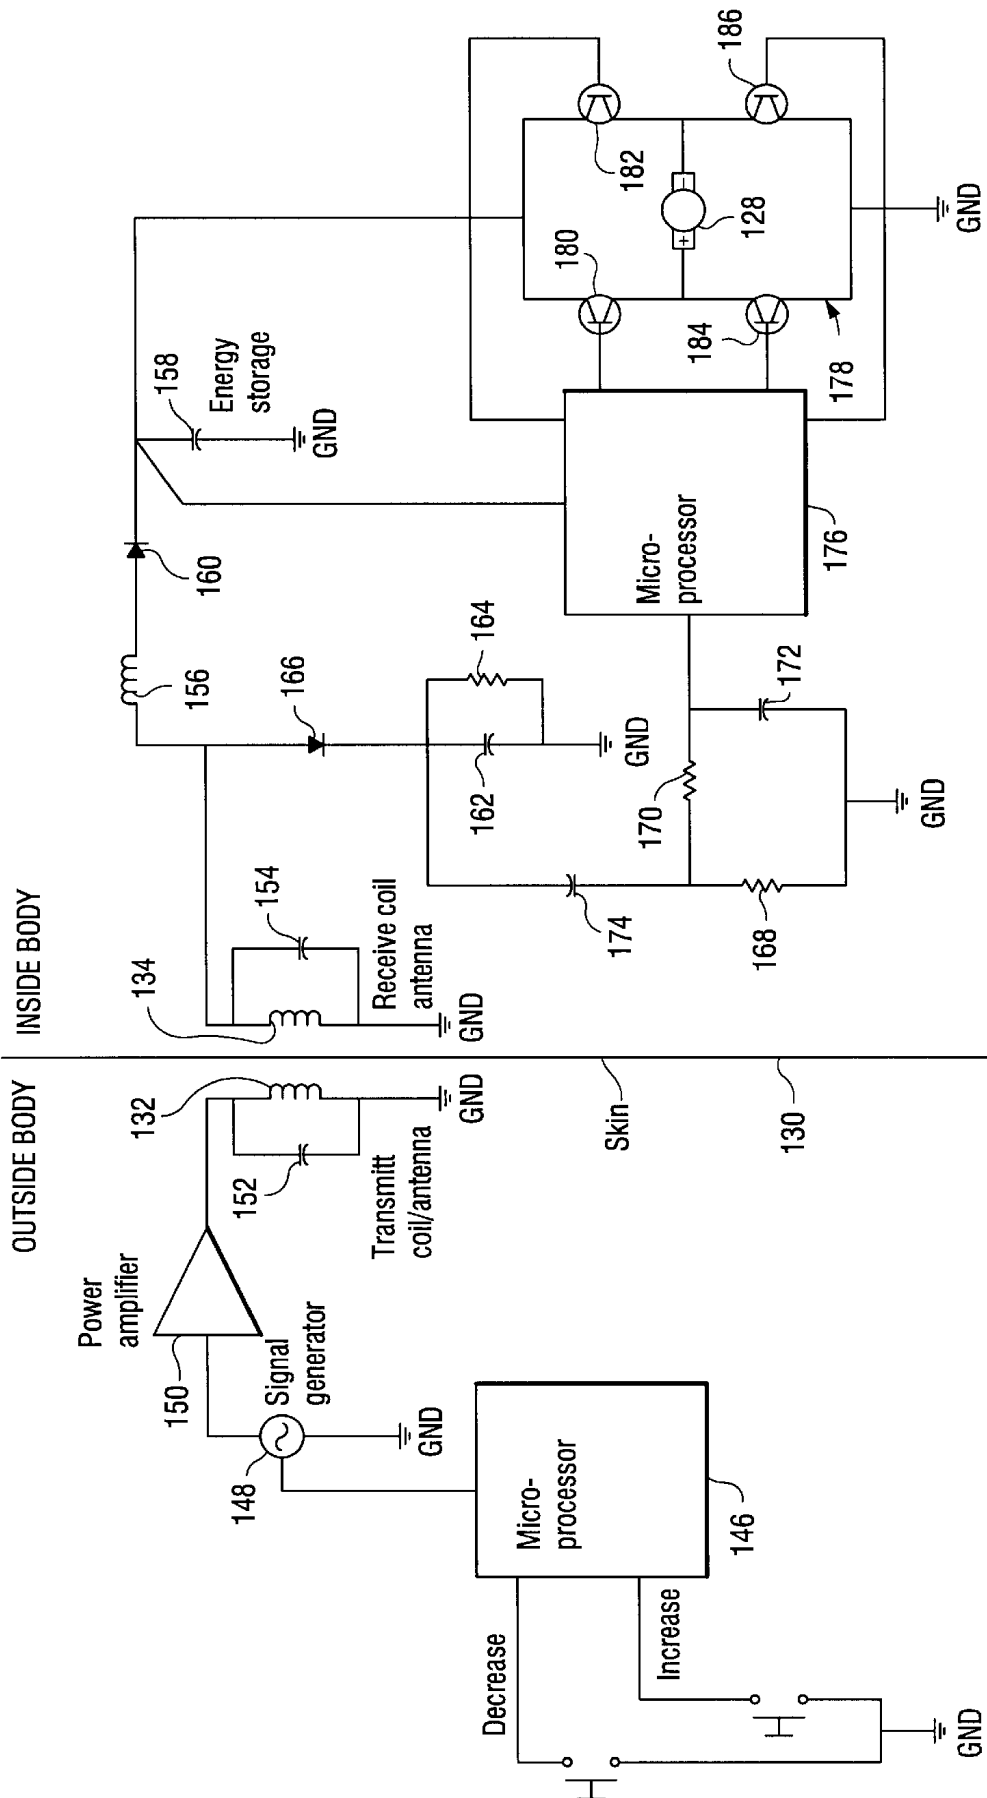 OUTSIDE BODY
INSIDE BODY
Power
amplifier
150
Signal
generator
148
GND
132
152
Transmitt
coil/antenna
GND
Micro-
processor
146
Decrease
Increase
GND
Skin
130
134
154
Receive coil
antenna
GND
156
160
158
Energy
storage
GND
166
164
162
GND
174
170
172
168
GND
Micro-
processor
176
180
182
184
186
+
128
–
178
GND